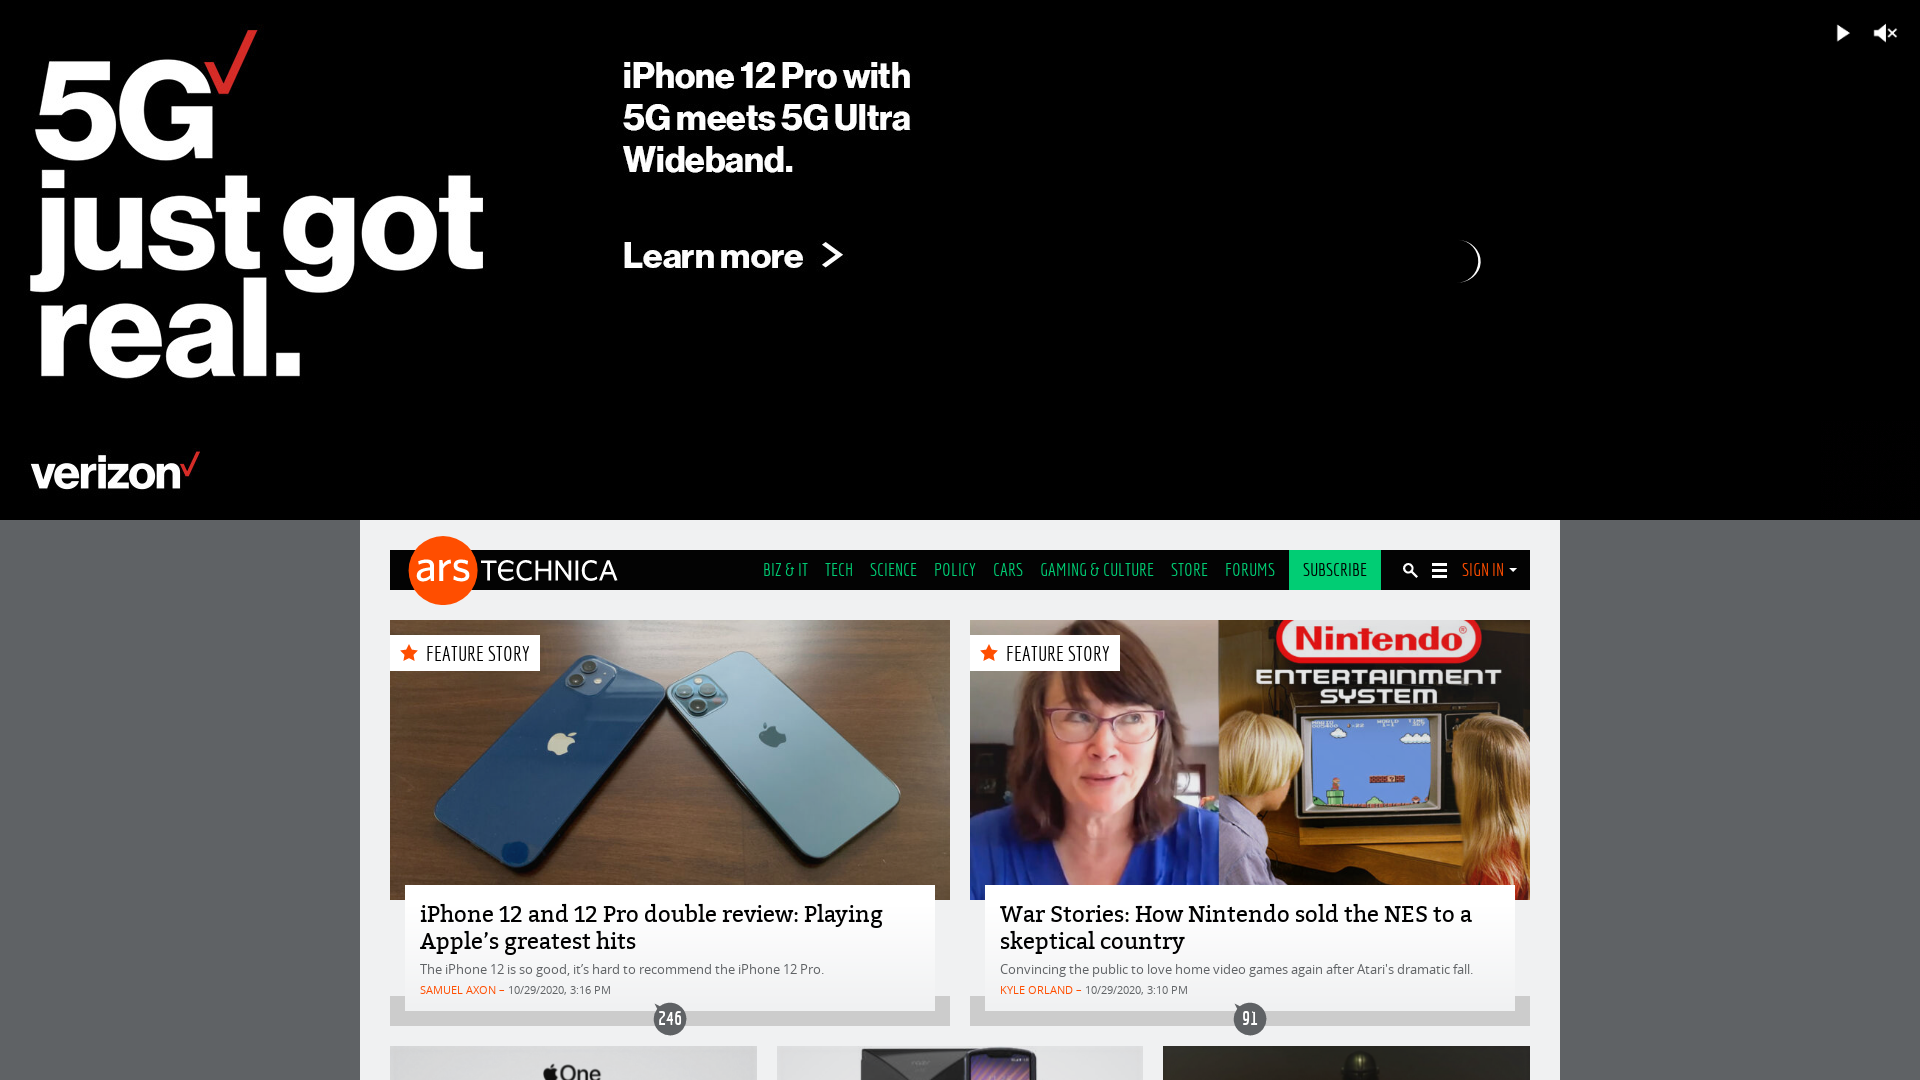 5G
just got
real.
verizon
iPhone 12 Pro with
5G meets 5G Ultra
Wideband.
Learn more
ars TECHNICA
BIZ & IT TECH SCIENCE POLICY CARS GAMING & CULTURE STORE FORUMS SUBSCRIBE SIGN IN
FEATURE STORY
iPhone 12 and 12 Pro double review: Playing
Apple’s greatest hits
The iPhone 12 is so good, it’s hard to recommend the iPhone 12 Pro.
SAMUEL AXON – 10/29/2020, 3:16 PM
246
FEATURE STORY
Nintendo®
ENTERTAINMENT
SYSTEM
War Stories: How Nintendo sold the NES to a
skeptical country
Convincing the public to love home video games again after Atari's dramatic fall.
KYLE ORLAND – 10/29/2020, 3:10 PM
91
One